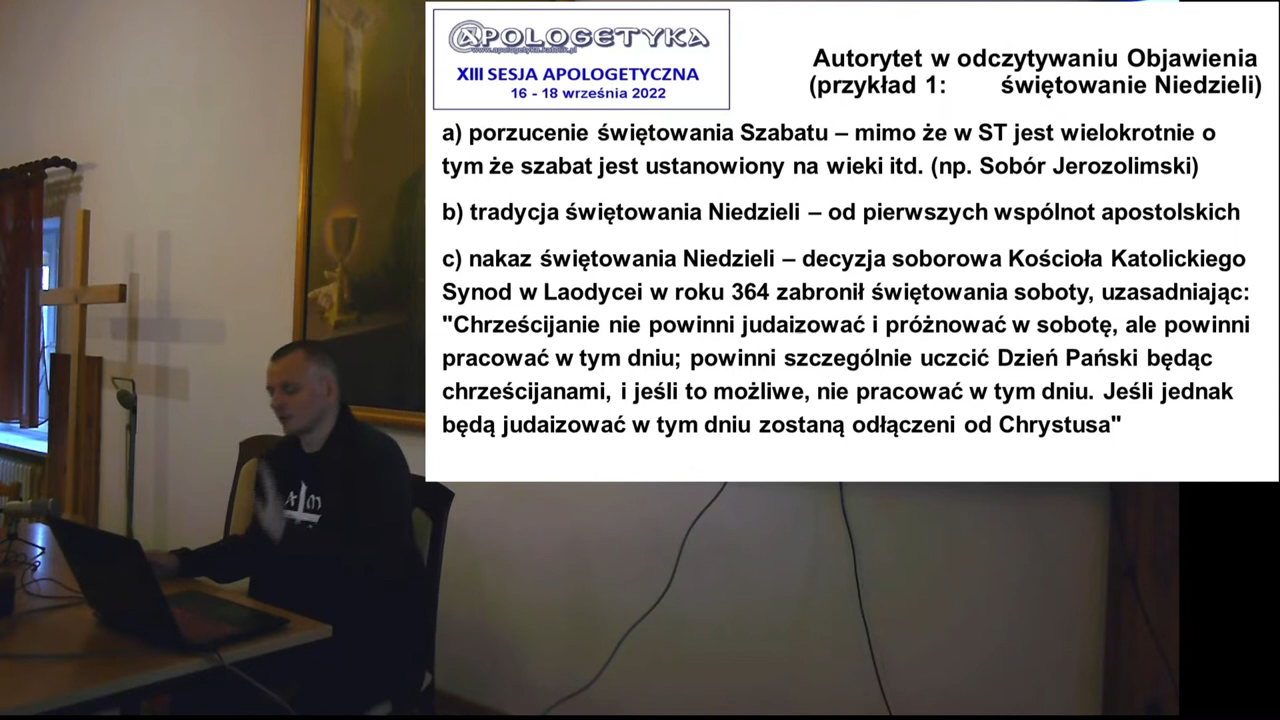 @POLOGETYKA
www.apologetyka.katolik.pl
XIII SESJA APOLOGETYCZNA
16 - 18 września 2022
Autorytet w odczytywaniu Objawienia
(przykład 1: świętowanie Niedzieli)
a) porzucenie świętowania Szabatu – mimo że w ST jest wielokrotnie o
tym że szabat jest ustanowiony na wieki itd. (np. Sobór Jerozolimski)
b) tradycja świętowania Niedzieli – od pierwszych wspólnot apostolskich
c) nakaz świętowania Niedzieli – decyzja soborowa Kościoła Katolickiego
Synod w Laodycei w roku 364 zabronił świętowania soboty, uzasadniając:
"Chrześcijanie nie powinni judaizować i próżnować w sobotę, ale powinni
pracować w tym dniu; powinni szczególnie uczcić Dzień Pański będąc
chrześcijanami, i jeśli to możliwe, nie pracować w tym dniu. Jeśli jednak
będą judaizować w tym dniu zostaną odłączeni od Chrystusa"